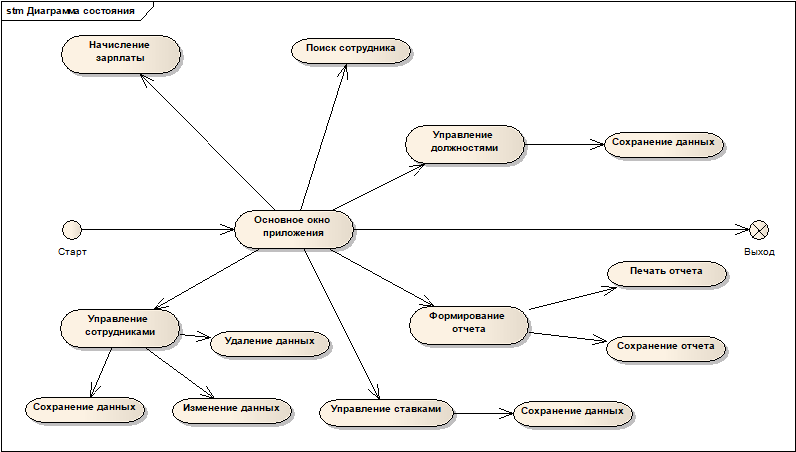 stm Диаграмма состояния
Начисление
зарплаты
Поиск сотрудника
Управление
должностями
Сохранение данных
Основное окно
приложения
Старт
Выход
Печать отчета
Формирование
отчета
Управление
сотрудниками
Удаление данных
Сохранение отчета
Сохранение данных
Изменение данных
Управление ставками
Сохранение данных